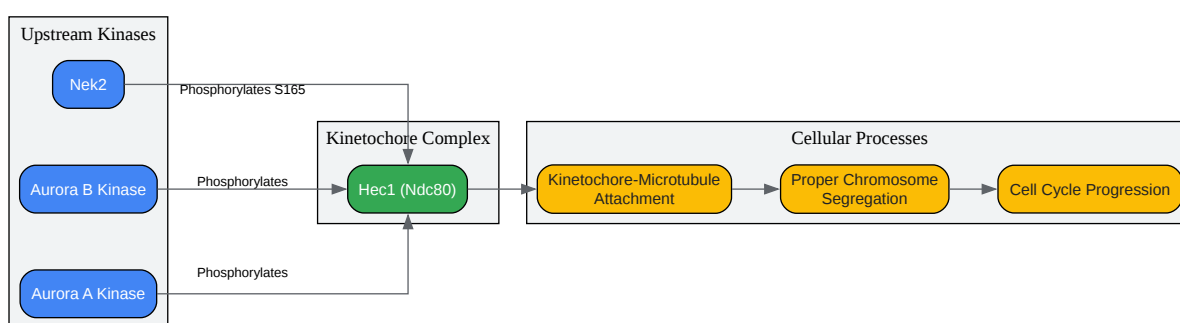 Upstream Kinases
Nek2
Phosphorylates S165
Kinetochore Complex
Cellular Processes
Aurora B Kinase
Phosphorylates
Hec1 (Ndc80)
Kinetochore-Microtubule
Attachment
Proper Chromosome
Segregation
Cell Cycle Progression
Phosphorylates
Aurora A Kinase